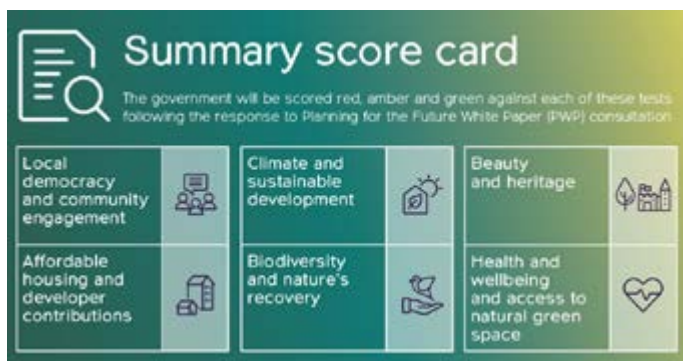 Summary score card
The government will be scored red, amber and green against each of these tests
following the response to Planning for the Future White Paper (PWP) consultation
Local
democracy
and community
engagement
Climate and
sustainable
development
Beauty
and heritage
Affordable
housing and
developer
contributions
Biodiversity
and nature's
recovery
Health and
wellbeing
and access to
natural green
space